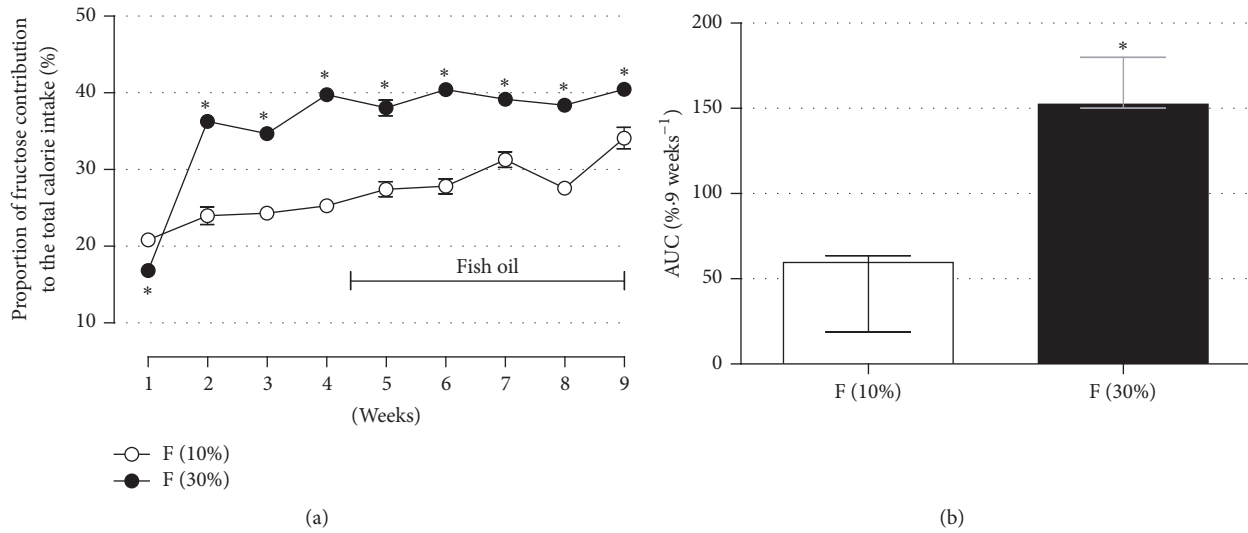 Proportion of fructose contribution
to the total calorie intake (%)
50
40
30
20
10
* * * * * * * * *
Fish oil
1 2 3 4 5 6 7 8 9
(Weeks)
F (10%)
F (30%)
(a)
AUC (%·9 weeks⁻¹)
200
150
100
50
0
*
F (10%) F (30%)
(b)